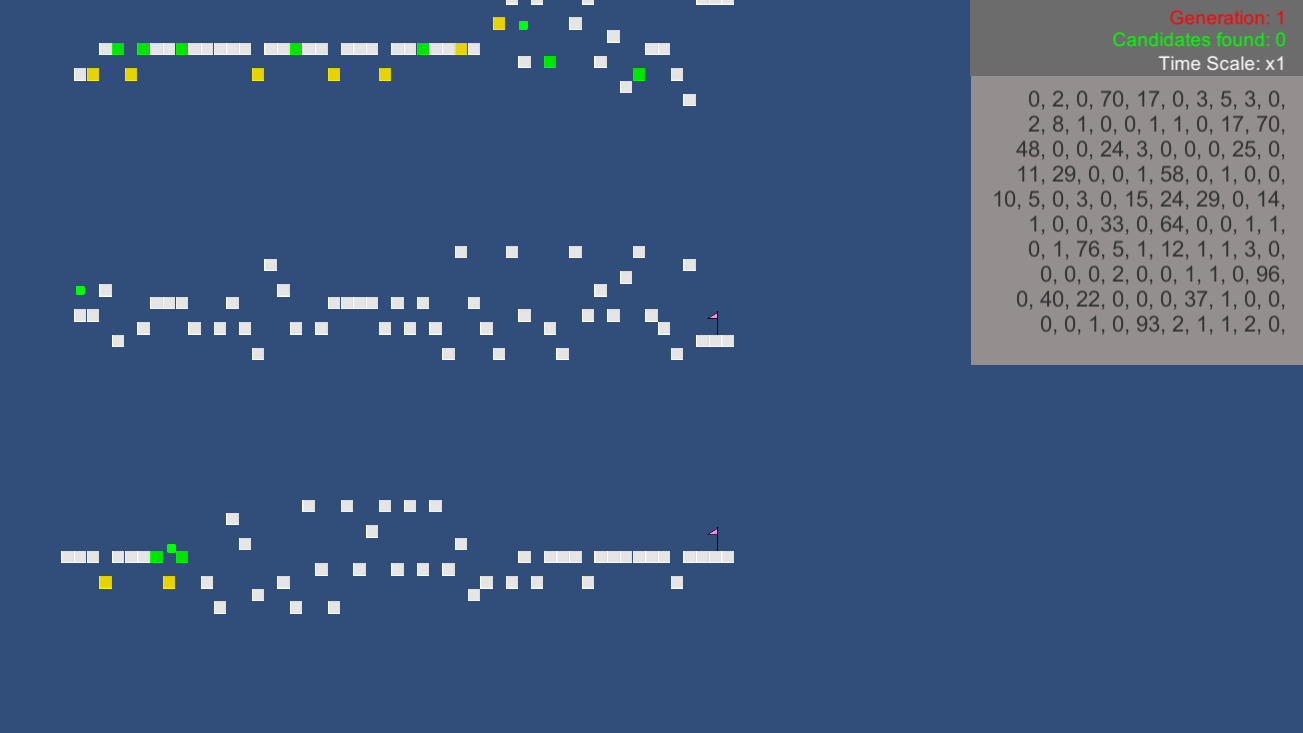 Generation: 1
Candidates found: 0
Time Scale: x1
0, 2, 0, 70, 17, 0, 3, 5, 3, 0,
2, 8, 1, 0, 0, 1, 1, 0, 17, 70,
48, 0, 0, 24, 3, 0, 0, 0, 25, 0,
11, 29, 0, 0, 1, 58, 0, 1, 0, 0,
10, 5, 0, 3, 0, 15, 24, 29, 0, 14,
1, 0, 0, 33, 0, 64, 0, 0, 1, 1,
0, 1, 76, 5, 1, 12, 1, 1, 3, 0,
0, 0, 0, 2, 0, 0, 1, 1, 0, 96,
0, 40, 22, 0, 0, 0, 37, 1, 0, 0,
0, 0, 1, 0, 93, 2, 1, 1, 2, 0,